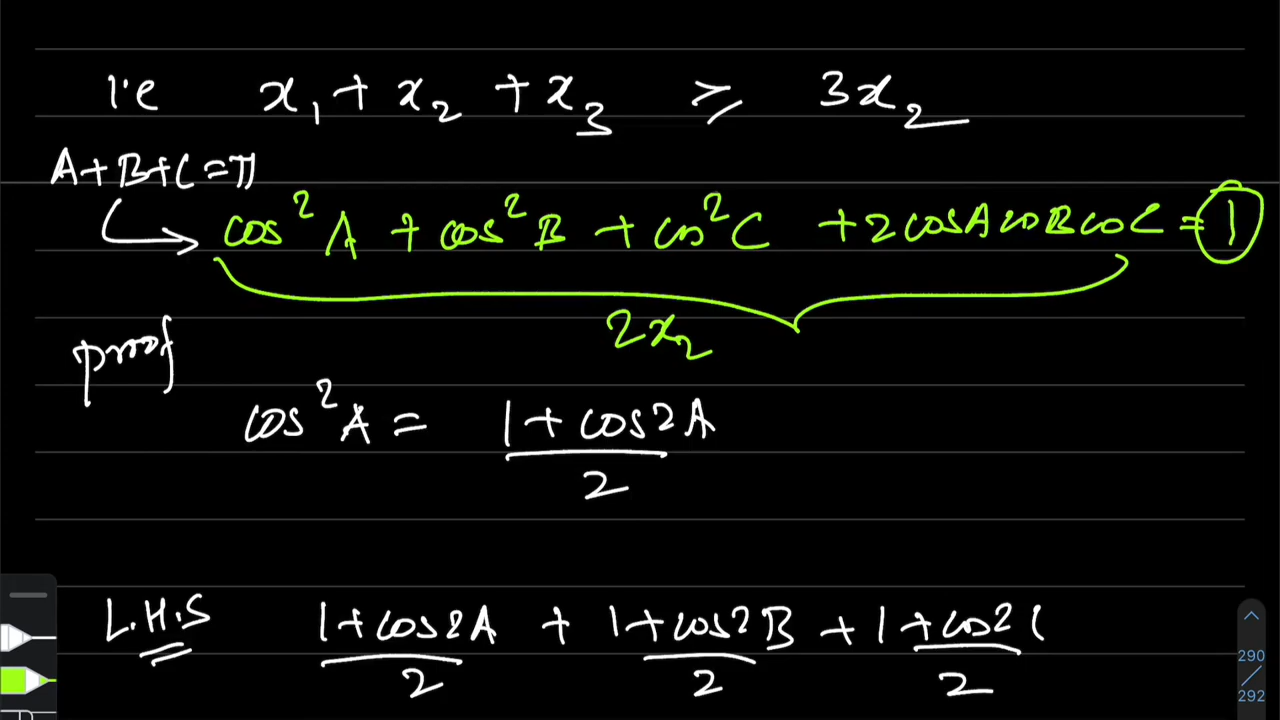 i.e x₁ + x₂ + x₃ ⩾ 3x₂
A+B+C = π
cos²A + cos²B + cos²C + 2cosA cosB cosC = 1
2x₂
proof
cos²A = (1 + cos2A)/2
L.H.S (1 + cos2A)/2 + (1 + cos2B)/2 + (1 + cos2C)/2
290
/
292